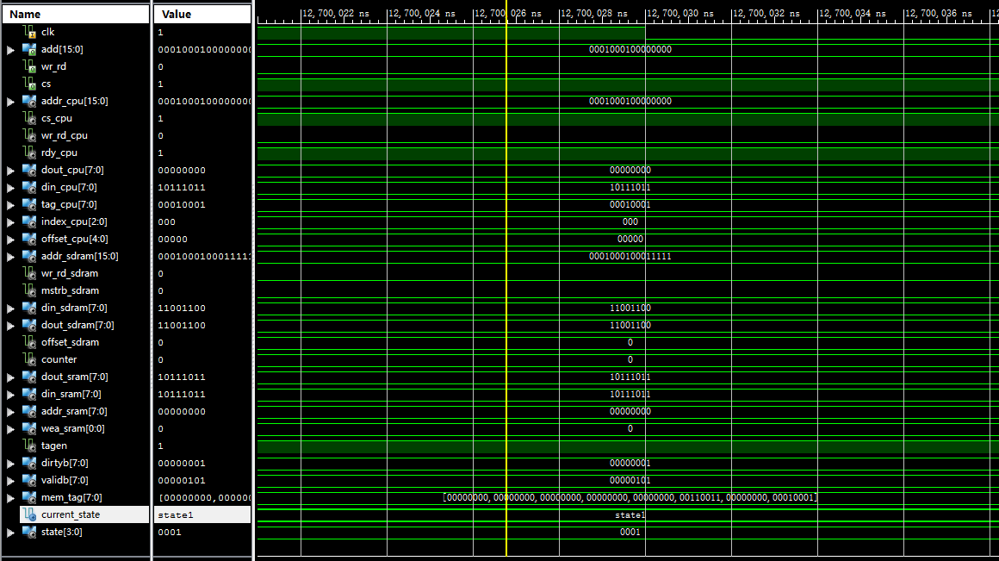 Name Value 12,700,022 ns 12,700,024 ns 12,700,026 ns 12,700,028 ns 12,700,030 ns 12,700,032 ns 12,700,034 ns 12,700,036 ns
clk 1
add[15:0] 000100010000000 0001000100000000
wr_rd 0
cs 1
addr_cpu[15:0] 000100010000000 0001000100000000
cs_cpu 1
wr_rd_cpu 0
rdy_cpu 1
dout_cpu[7:0] 00000000 00000000
din_cpu[7:0] 10111011 10111011
tag_cpu[7:0] 00010001 00010001
index_cpu[2:0] 000 000
offset_cpu[4:0] 00000 00000
addr_sdram[15:0] 000100010001111 0001000100011111
wr_rd_sdram 0
mstrb_sdram 0
din_sdram[7:0] 11001100 11001100
dout_sdram[7:0] 11001100 11001100
offset_sdram 0 0
counter 0 0
dout_sram[7:0] 10111011 10111011
din_sram[7:0] 10111011 10111011
addr_sram[7:0] 00000000 00000000
wea_sram[0:0] 0 0
tagen 1
dirtyb[7:0] 00000001 00000001
validb[7:0] 00000101 00000101
mem_tag[7:0] [00000000,00000 [00000000,00000000,00000000,00000000,00000000,00110011,00000000,00010001]
current_state state1 state1
state[3:0] 0001 0001